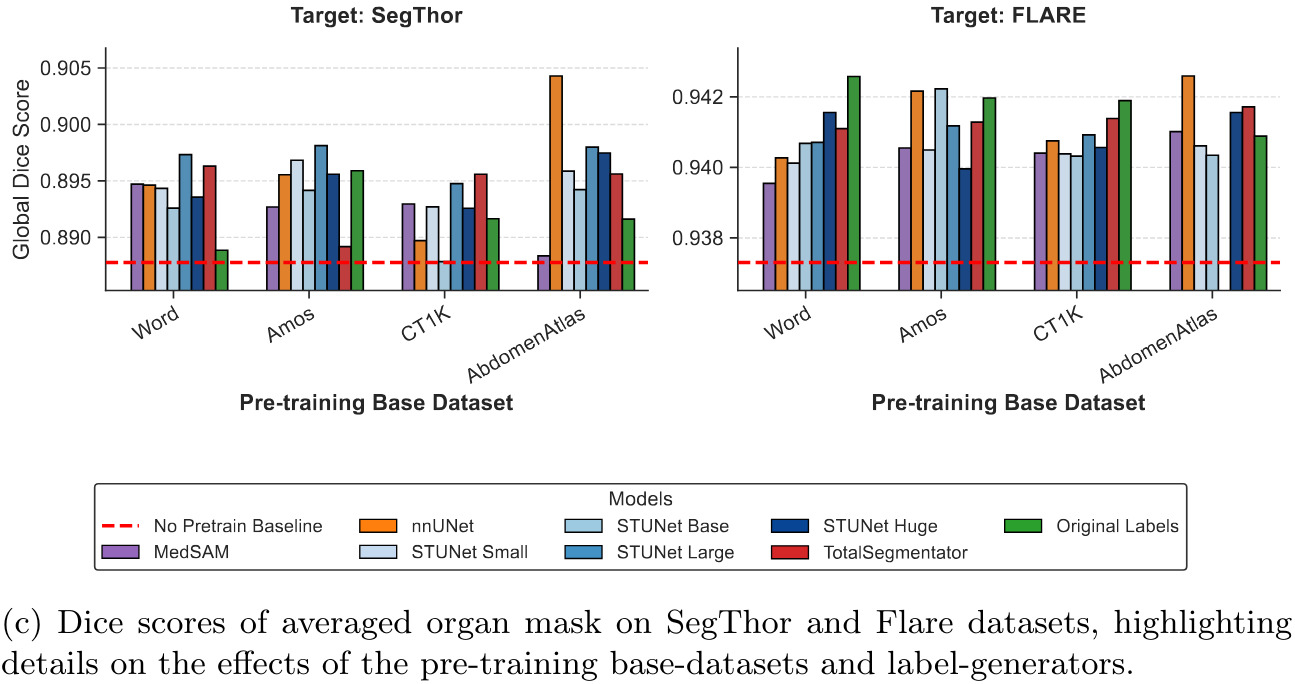 Target: SegThor
Global Dice Score
0.905
0.900
0.895
0.890
Word
Amos
CT1K
AbdomenAtlas
Pre-training Base Dataset
Target: FLARE
0.942
0.940
0.938
Word
Amos
CT1K
AbdomenAtlas
Pre-training Base Dataset
Models
No Pretrain Baseline
MedSAM
nnUNet
STUNet Small
STUNet Base
STUNet Large
STUNet Huge
TotalSegmentator
Original Labels
(c) Dice scores of averaged organ mask on SegThor and Flare datasets, highlighting
details on the effects of the pre-training base-datasets and label-generators.